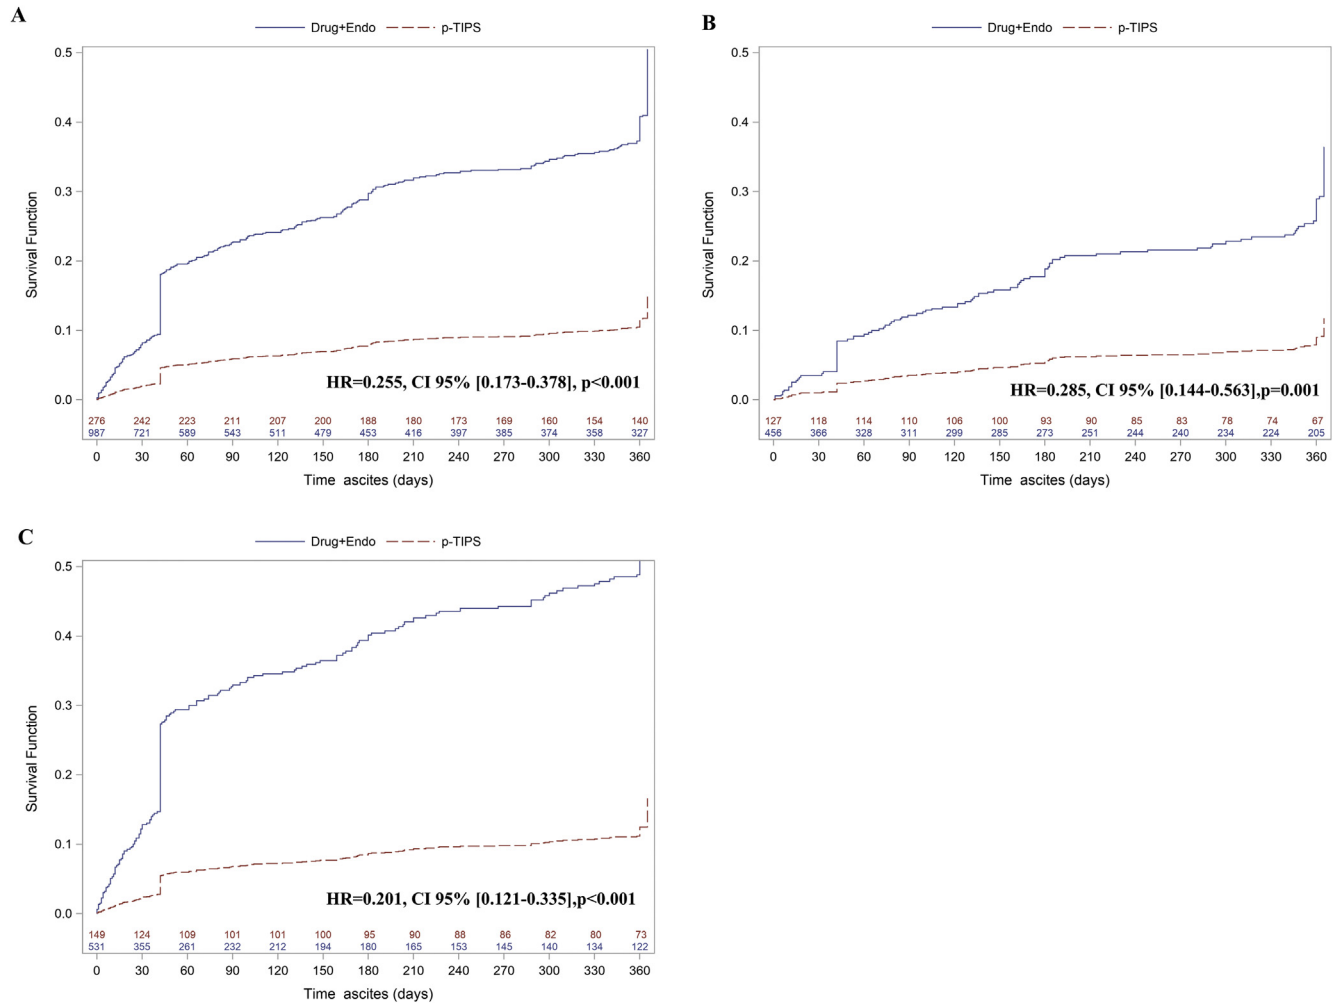 A
Drug+Endo p-TIPS
Survival Function
0.5
0.4
0.3
0.2
0.1
0.0
HR=0.255, CI 95% [0.173-0.378], p<0.001
276 242 223 211 207 200 188 180 173 169 160 154 140
987 721 589 543 511 479 453 416 397 385 374 358 327
0 30 60 90 120 150 180 210 240 270 300 330 360
Time ascites (days)
B
Drug+Endo p-TIPS
Survival Function
0.5
0.4
0.3
0.2
0.1
0.0
HR=0.285, CI 95% [0.144-0.563],p=0.001
127 118 114 110 106 100 93 90 85 83 78 74 67
456 366 328 311 299 285 273 251 244 240 234 224 205
0 30 60 90 120 150 180 210 240 270 300 330 360
Time ascites (days)
C
Drug+Endo p-TIPS
Survival Function
0.5
0.4
0.3
0.2
0.1
0.0
HR=0.201, CI 95% [0.121-0.335],p<0.001
149 124 109 101 101 100 95 90 88 86 82 80 73
531 355 261 232 212 194 180 165 153 145 140 134 122
0 30 60 90 120 150 180 210 240 270 300 330 360
Time ascites (days)